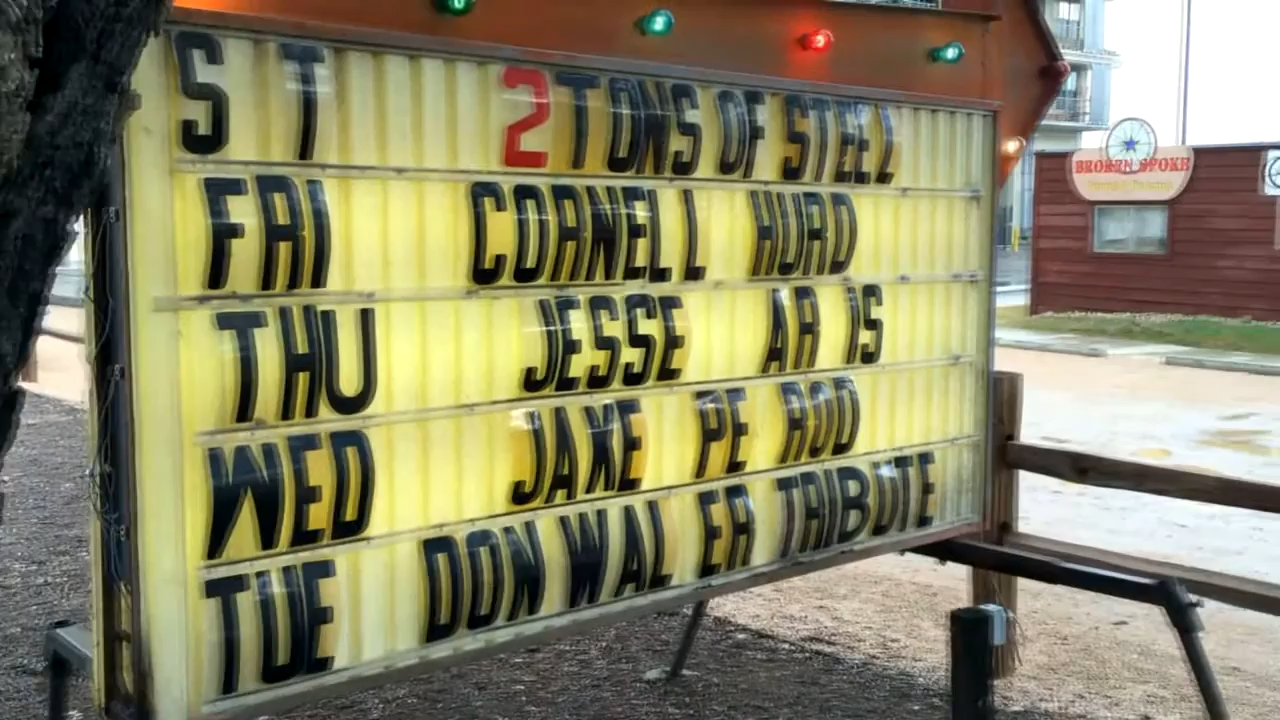 S T 2 TONS OF STEEL
FRI CORNELL HURD
THU JESSE AR IS
WED JAKE PE ROD
TUE DON WAL ER TRIBUTE
BROKEN SPOKE